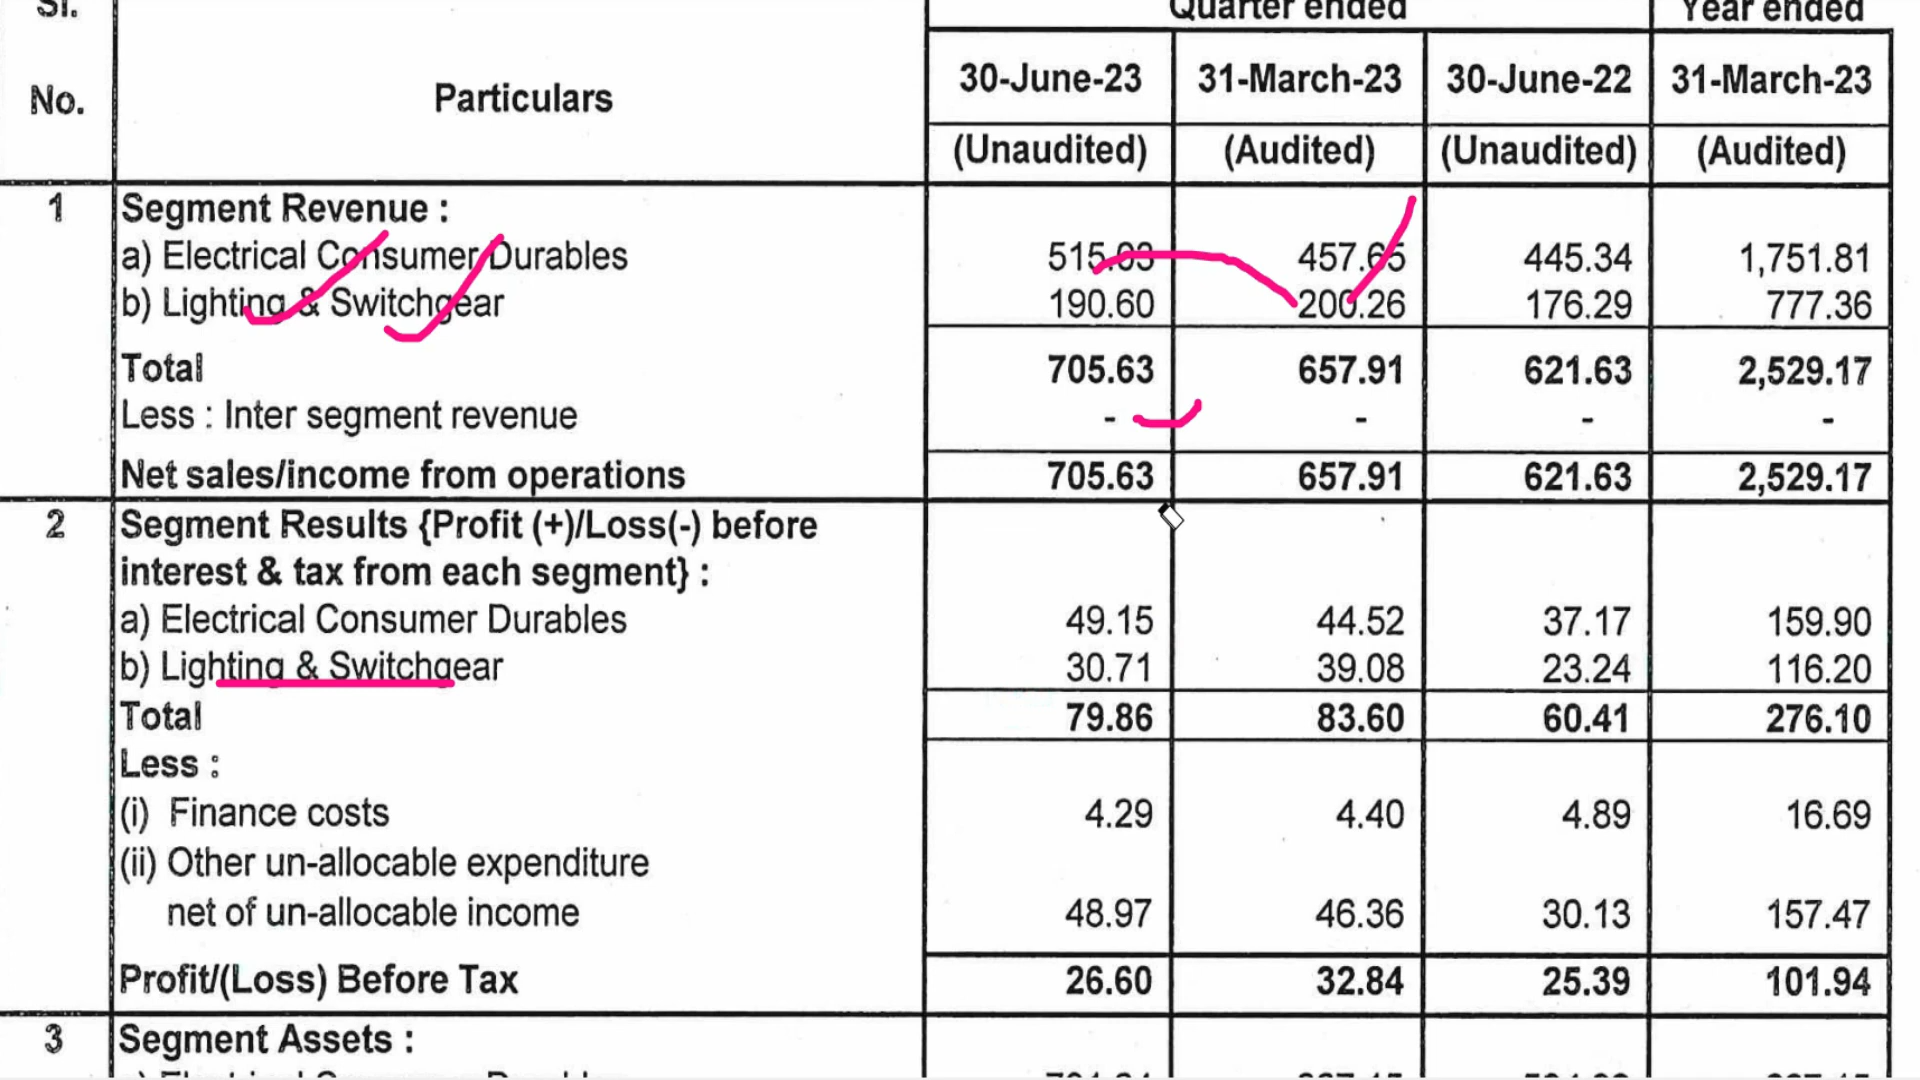 Sl. Quarter ended Year ended
No. Particulars 30-June-23 31-March-23 30-June-22 31-March-23
(Unaudited) (Audited) (Unaudited) (Audited)
1 Segment Revenue :
a) Electrical Consumer Durables 515.03 457.65 445.34 1,751.81
b) Lighting & Switchgear 190.60 200.26 176.29 777.36
Total 705.63 657.91 621.63 2,529.17
Less : Inter segment revenue - - - -
Net sales/income from operations 705.63 657.91 621.63 2,529.17
2 Segment Results {Profit (+)/Loss(-) before
interest & tax from each segment} :
a) Electrical Consumer Durables 49.15 44.52 37.17 159.90
b) Lighting & Switchgear 30.71 39.08 23.24 116.20
Total 79.86 83.60 60.41 276.10
Less :
(i) Finance costs 4.29 4.40 4.89 16.69
(ii) Other un-allocable expenditure
net of un-allocable income 48.97 46.36 30.13 157.47
Profit/(Loss) Before Tax 26.60 32.84 25.39 101.94
3 Segment Assets :